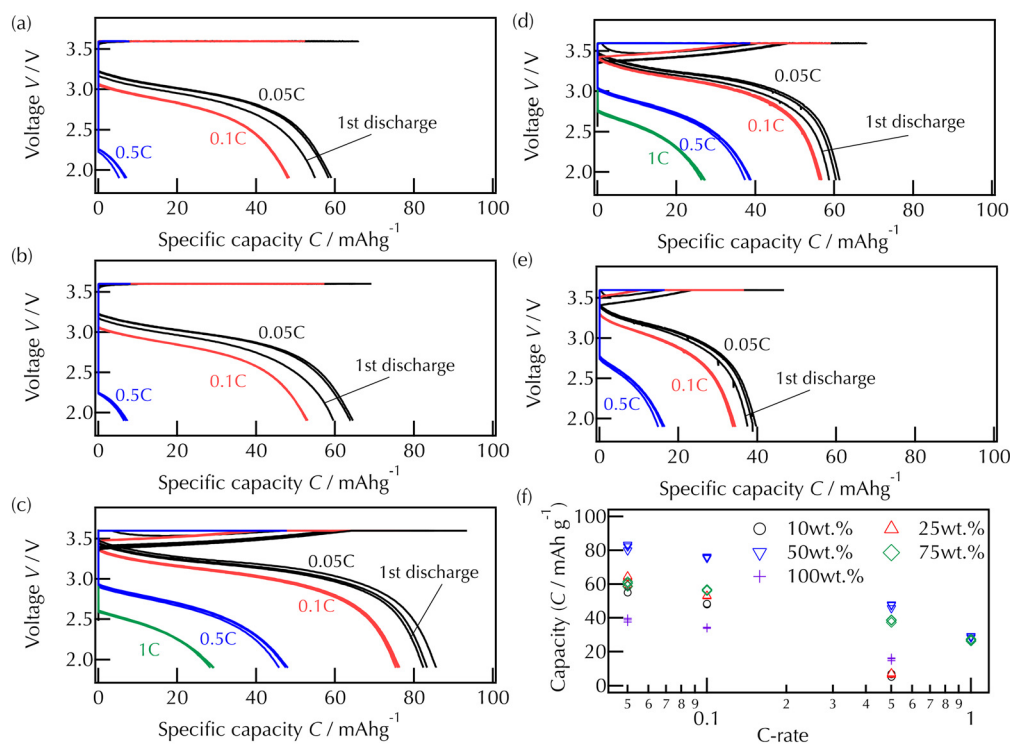 (a)
3.5
3.0
2.5
2.0
Voltage V / V
0.05C
1st discharge
0.1C
0.5C
0 20 40 60 80 100
Specific capacity C / mAhg-1
(b)
3.5
3.0
2.5
2.0
Voltage V / V
0.05C
1st discharge
0.1C
0.5C
0 20 40 60 80 100
Specific capacity C / mAhg-1
(c)
3.5
3.0
2.5
2.0
Voltage V / V
0.05C
1st discharge
0.1C
0.5C
1C
0 20 40 60 80 100
Specific capacity C / mAhg-1
(d)
3.5
3.0
2.5
2.0
Voltage V / V
0.05C
1st discharge
0.1C
0.5C
1C
0 20 40 60 80 100
Specific capacity C / mAhg-1
(e)
3.5
3.0
2.5
2.0
Voltage V / V
0.05C
1st discharge
0.1C
0.5C
0 20 40 60 80 100
Specific capacity C / mAhg-1
(f)
100
80
60
40
20
0
Capacity (C / mAh g-1)
10wt.% 25wt.%
50wt.% 75wt.%
100wt.%
5 6 7 8 9 0.1 2 3 4 5 6 7 8 9 1
C-rate